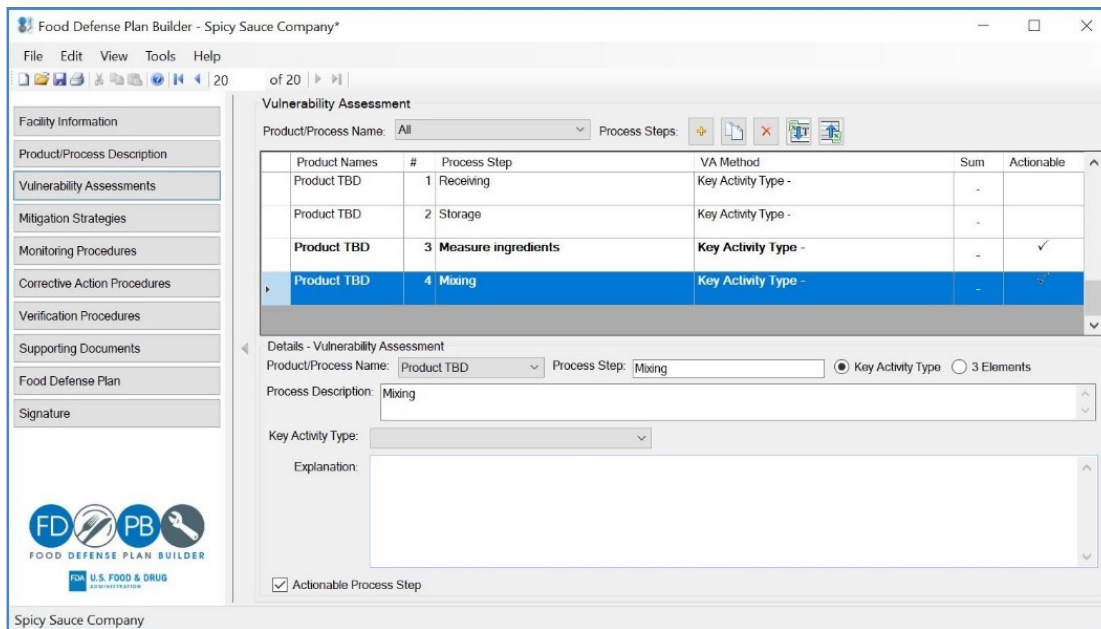 Food Defense Plan Builder - Spicy Sauce Company*
File Edit View Tools Help
20 of 20
Facility Information
Product/Process Description
Vulnerability Assessments
Mitigation Strategies
Monitoring Procedures
Corrective Action Procedures
Verification Procedures
Supporting Documents
Food Defense Plan
Signature
FD PB
FOOD DEFENSE PLAN BUILDER
FDA U.S. FOOD & DRUG
ADMINISTRATION
Vulnerability Assessment
Product/Process Name: All Process Steps:
Product Names # Process Step VA Method Sum Actionable
Product TBD 1 Receiving Key Activity Type - -
Product TBD 2 Storage Key Activity Type - -
Product TBD 3 Measure ingredients Key Activity Type - - ✓
Product TBD 4 Mixing Key Activity Type - - ✓
Details - Vulnerability Assessment
Product/Process Name: Product TBD Process Step: Mixing Key Activity Type 3 Elements
Process Description: Mixing
Key Activity Type:
Explanation:
Actionable Process Step
Spicy Sauce Company